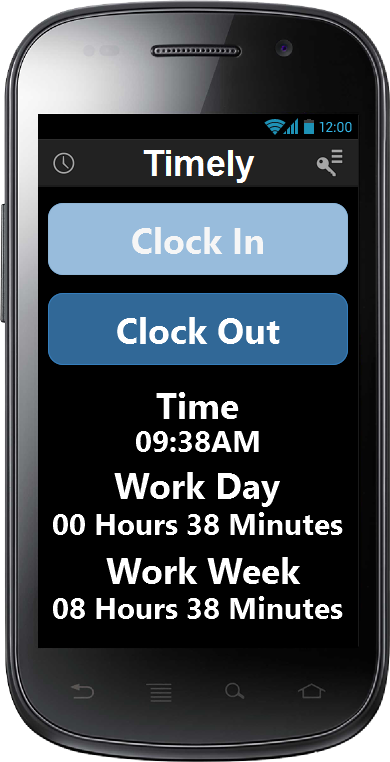 12:00
Timely
Clock In
Clock Out
Time
09:38AM
Work Day
00 Hours 38 Minutes
Work Week
08 Hours 38 Minutes